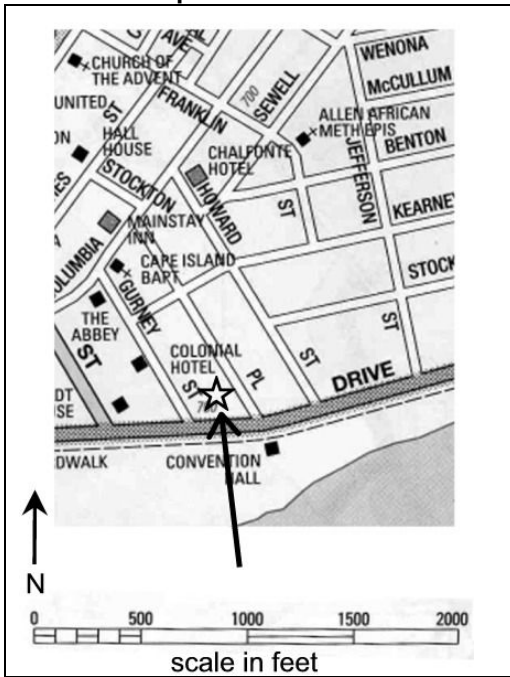 AVE
WENONA
McCULLUM
CHURCH OF
THE ADVENT
700
SEWELL
FRANKLIN
UNITED
ST
ALLEN AFRICAN
METH EPIS
BENTON
HALL
HOUSE
JEFFERSON
STOCKTON
CHALFONTE
HOTEL
HOWARD
ST
KEARNEY
MAINSTAY
INN
OLUMBIA
CAPE ISLAND
BAPT
STOCK
GURNEY
THE
ABBEY
ST
COLONIAL
HOTEL
ST
PL
ST
ST
DRIVE
DWALK
CONVENTION
HALL
N
0 500 1000 1500 2000
scale in feet